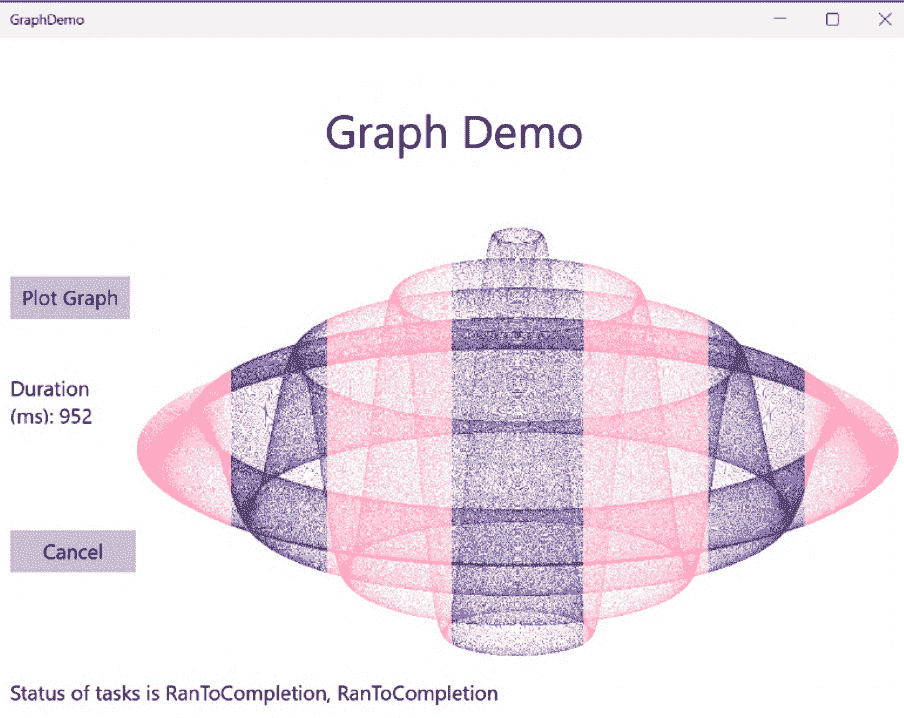 GraphDemo
Graph Demo
Plot Graph
Duration
(ms): 952
Cancel
Status of tasks is RanToCompletion, RanToCompletion